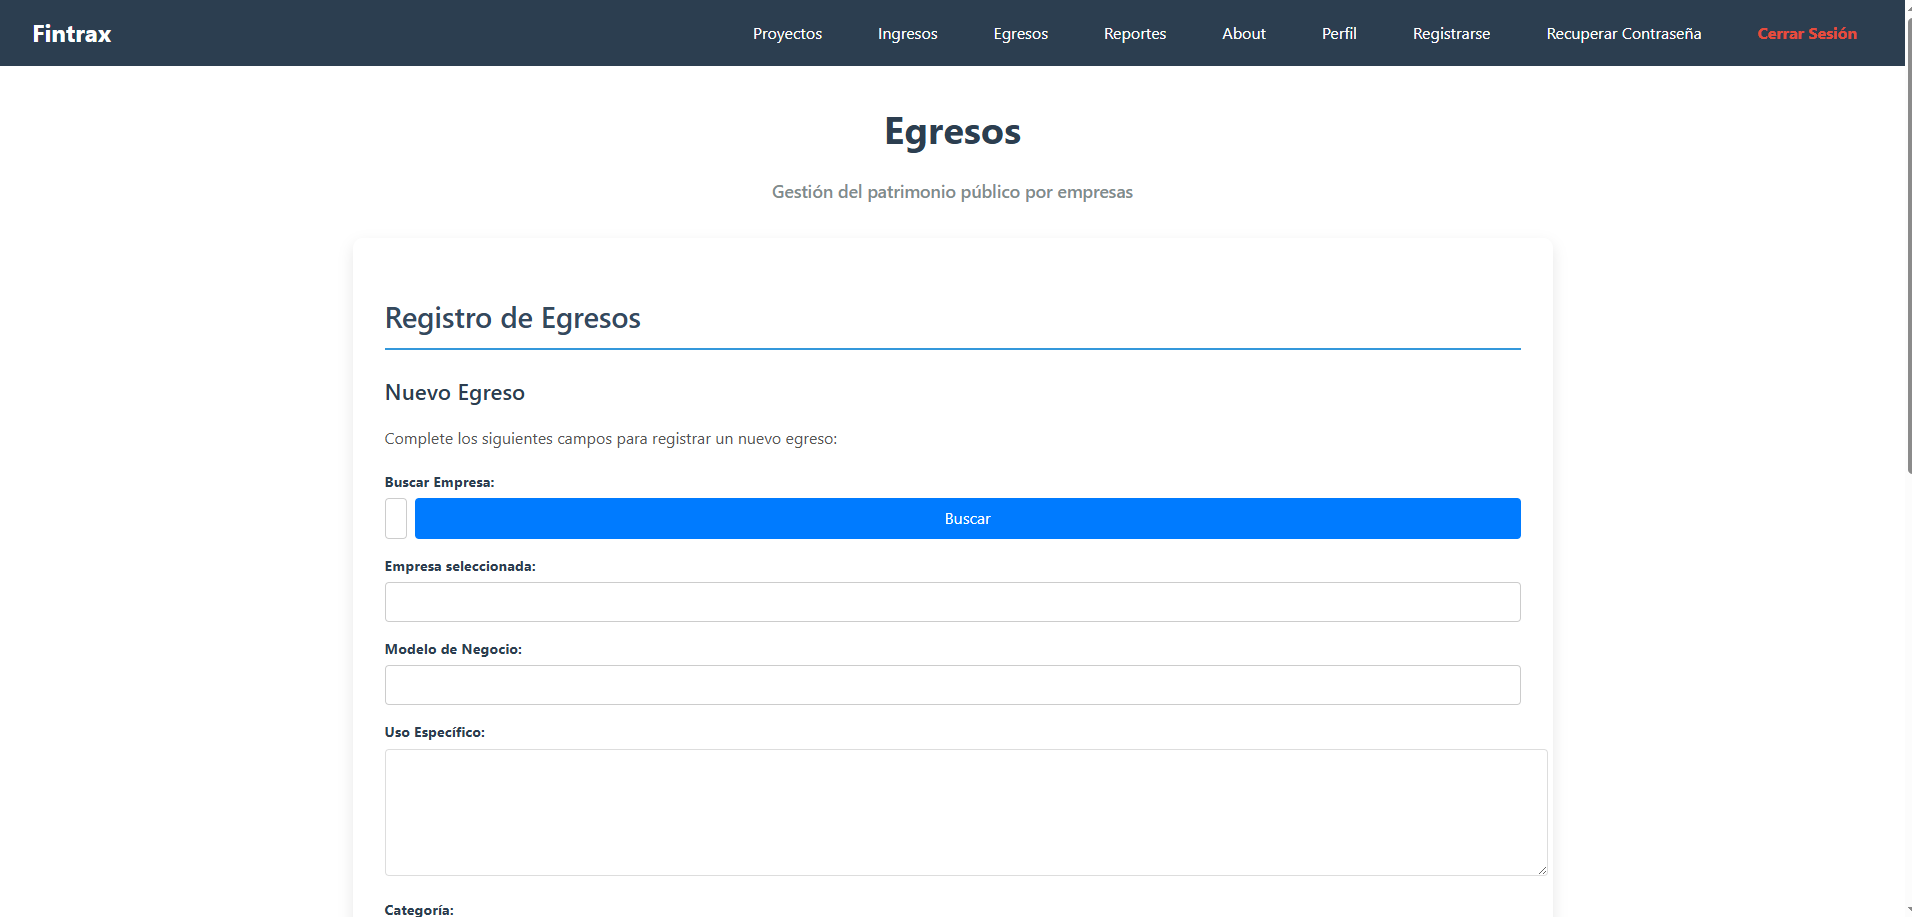 Fintrax Proyectos Ingresos Egresos Reportes About Perfil Registrarse Recuperar Contraseña Cerrar Sesión
Egresos
Gestión del patrimonio público por empresas
Registro de Egresos
Nuevo Egreso
Complete los siguientes campos para registrar un nuevo egreso:
Buscar Empresa:
Buscar
Empresa seleccionada:
Modelo de Negocio:
Uso Específico:
Categoría: